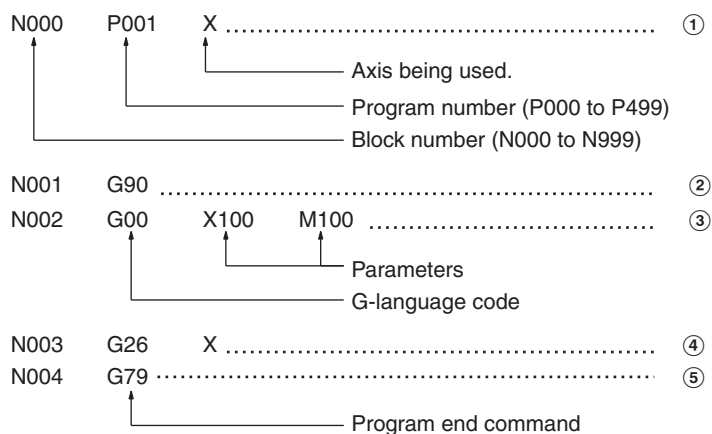 N000 P001 X ①
Axis being used.
Program number (P000 to P499)
Block number (N000 to N999)
N001 G90 ②
N002 G00 X100 M100 ③
Parameters
G-language code
N003 G26 X ④
N004 G79 ⑤
Program end command